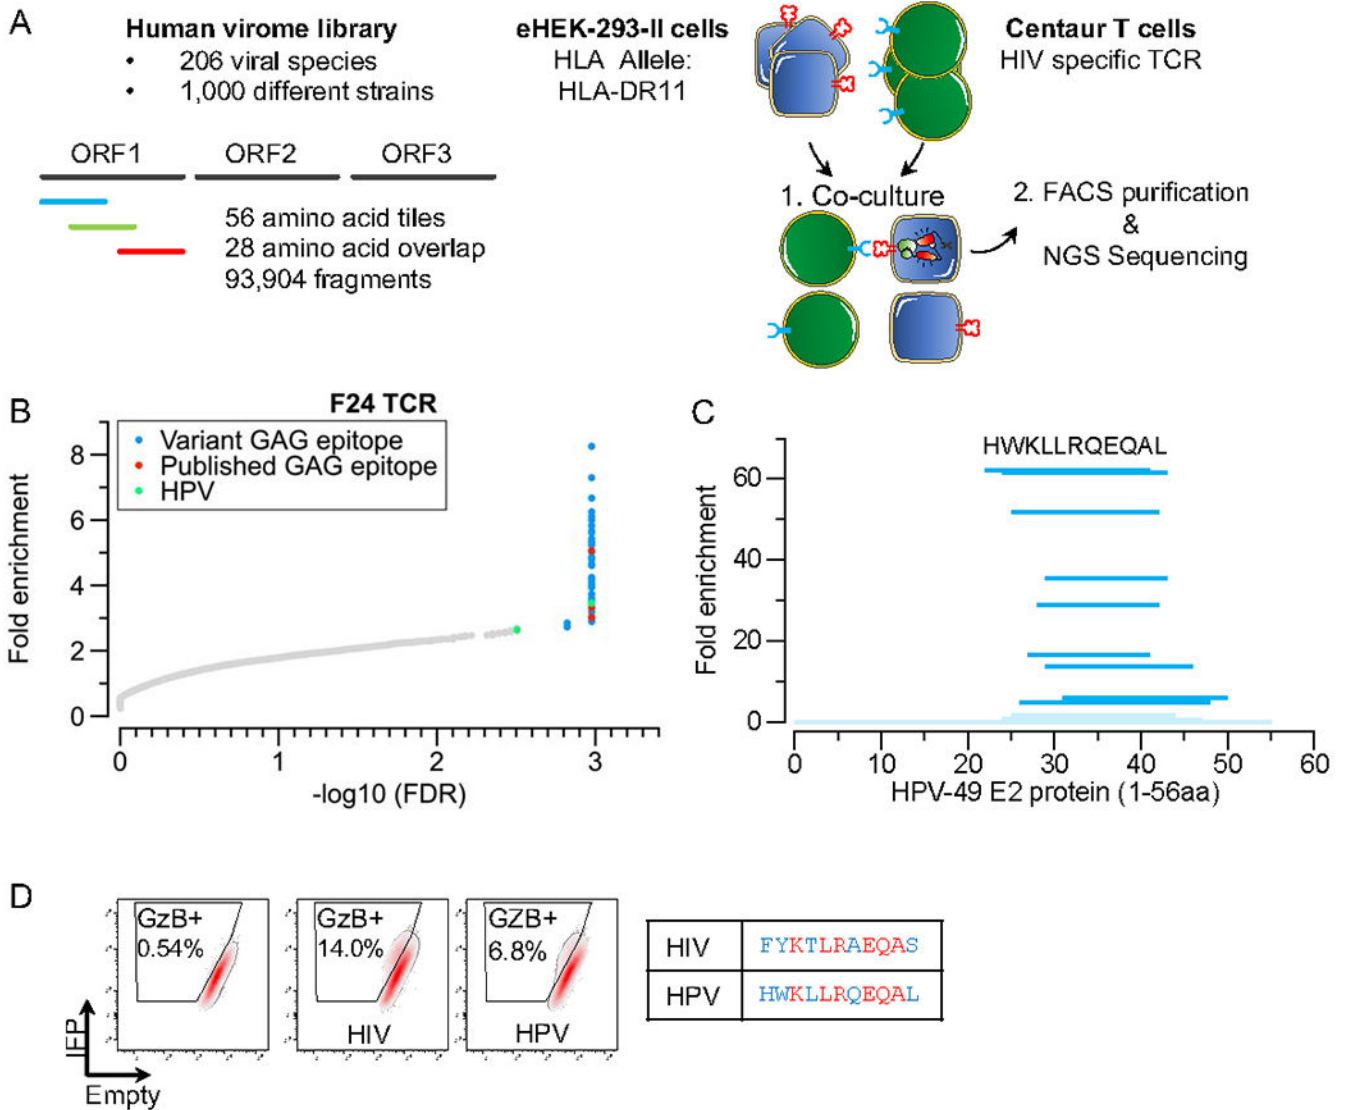 A
Human virome library
• 206 viral species
• 1,000 different strains
eHEK-293-II cells
HLA Allele:
HLA-DR11
Centaur T cells
HIV specific TCR
ORF1 ORF2 ORF3
56 amino acid tiles
28 amino acid overlap
93,904 fragments
1. Co-culture
2. FACS purification
&
NGS Sequencing
B
F24 TCR
Variant GAG epitope
Published GAG epitope
HPV
Fold enrichment
8
6
4
2
0
0 1 2 3
-log10 (FDR)
C
HWKLLRQEQAL
Fold enrichment
60
40
20
0
0 10 20 30 40 50 60
HPV-49 E2 protein (1-56aa)
D
GzB+
0.54%
GzB+
14.0%
HIV
GZB+
6.8%
HPV
IFP
Empty
HIV FYKTLRAEQAS
HPV HWKLLRQEQAL